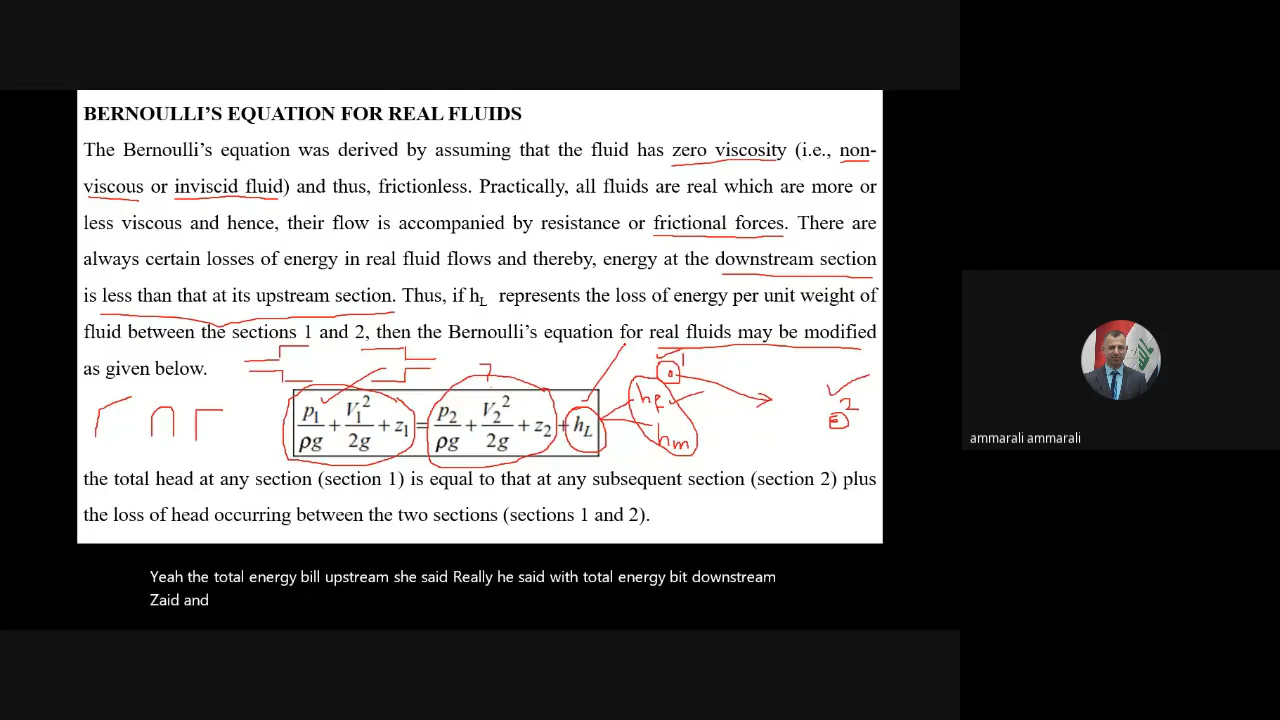 BERNOULLI'S EQUATION FOR REAL FLUIDS
The Bernoulli's equation was derived by assuming that the fluid has zero viscosity (i.e., non-
viscous or inviscid fluid) and thus, frictionless. Practically, all fluids are real which are more or
less viscous and hence, their flow is accompanied by resistance or frictional forces. There are
always certain losses of energy in real fluid flows and thereby, energy at the downstream section
is less than that at its upstream section. Thus, if hL represents the loss of energy per unit weight of
fluid between the sections 1 and 2, then the Bernoulli's equation for real fluids may be modified
as given below.
p₁/ρg + V₁²/2g + z₁ = p₂/ρg + V₂²/2g + z₂ + hL
hf
hm
1
2
the total head at any section (section 1) is equal to that at any subsequent section (section 2) plus
the loss of head occurring between the two sections (sections 1 and 2).
ammarali ammarali
Yeah the total energy bill upstream she said Really he said with total energy bit downstream
Zaid and